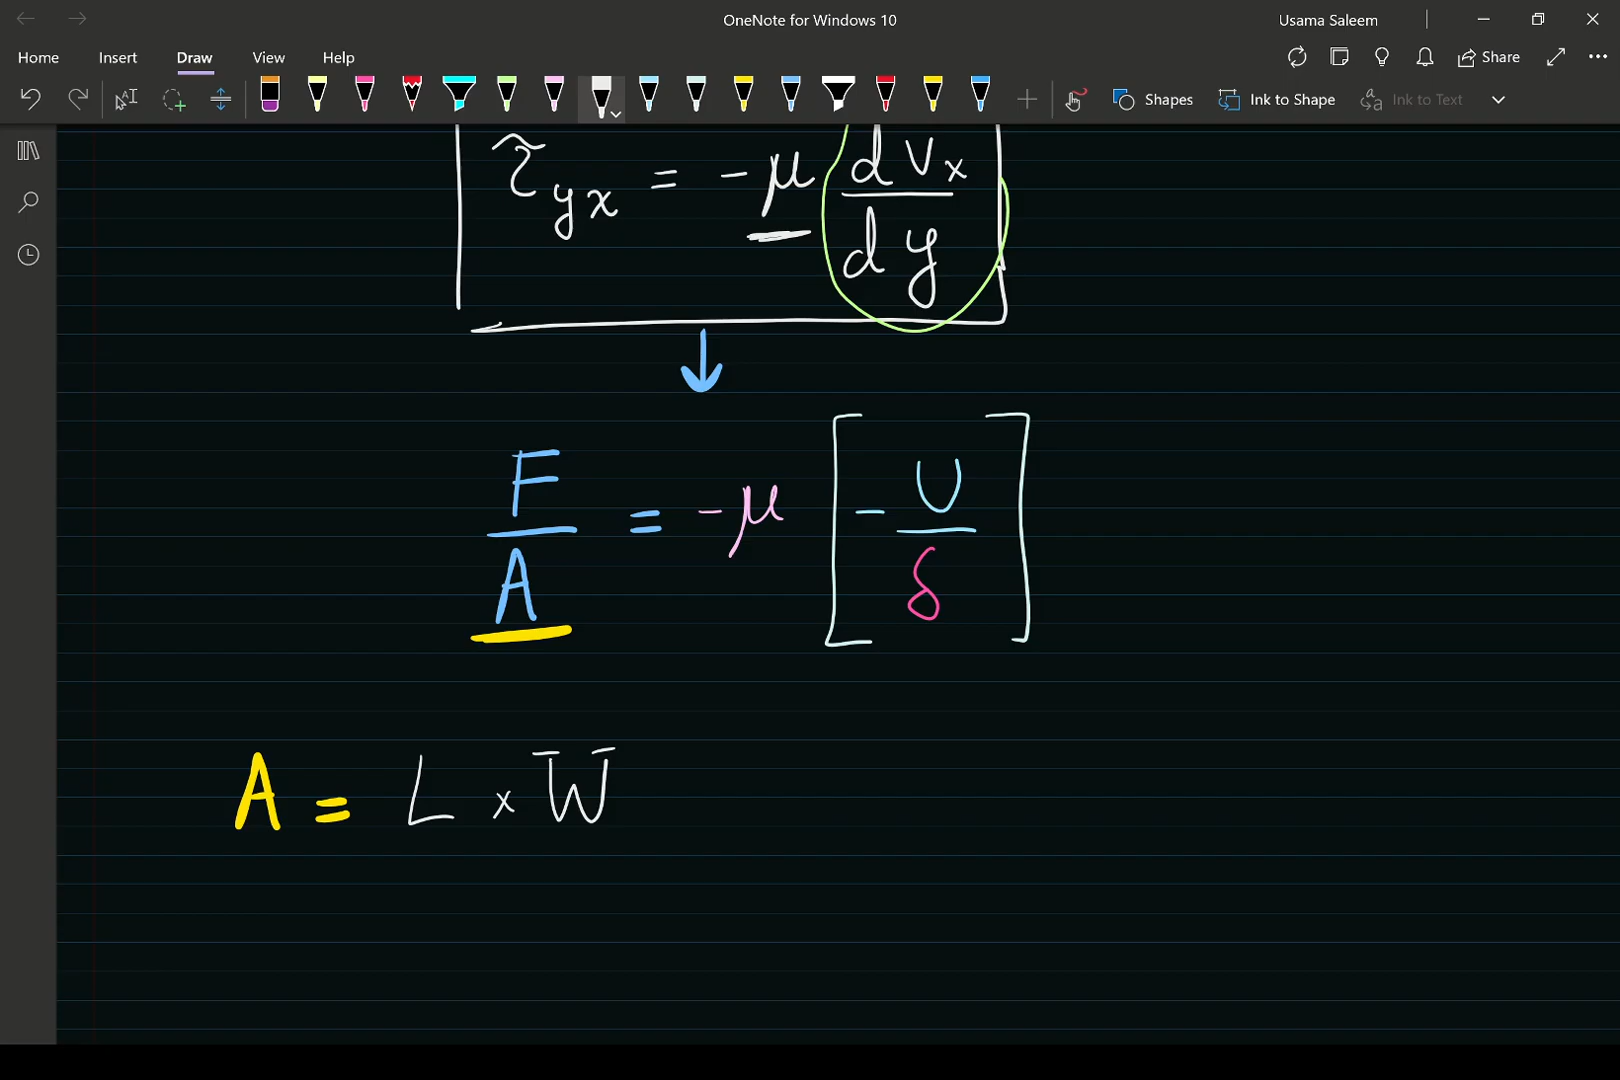 OneNote for Windows 10
Usama Saleem
Home Insert Draw View Help
Share
Shapes Ink to Shape Ink to Text
τ̃yx = - μ dVx / dy
F / A = - μ [ - U / δ ]
A = L × W